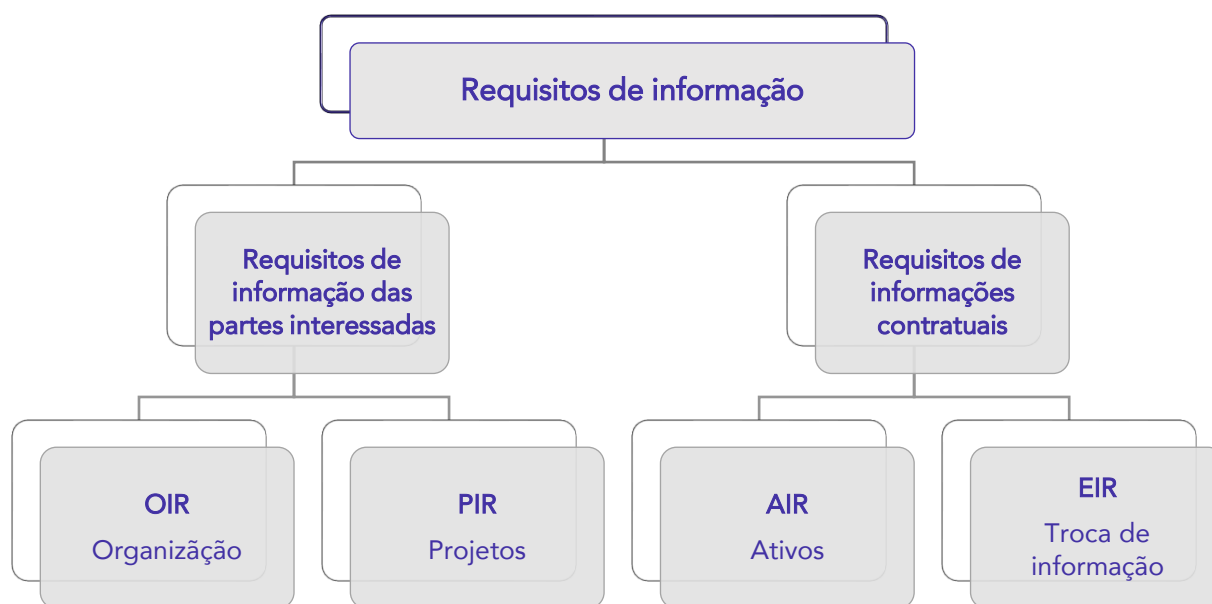 Requisitos de informação
Requisitos de
informação das
partes interessadas
Requisitos de
informações
contratuais
OIR
Organizãção
PIR
Projetos
AIR
Ativos
EIR
Troca de
informação